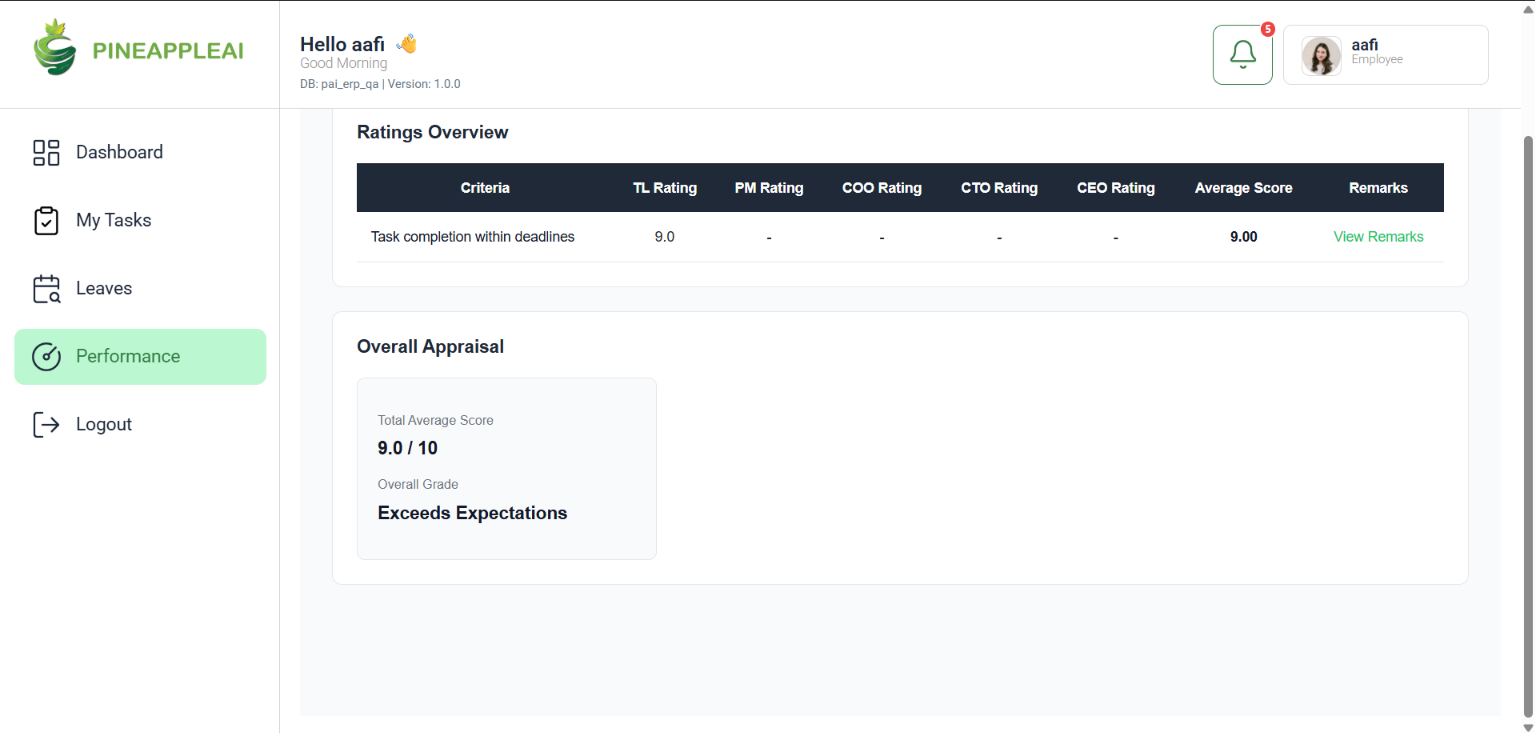 PINEAPPLEAI
Hello aafi 👋
Good Morning
DB: pai_erp_qa | Version: 1.0.0
5
aafi
Employee
Dashboard
My Tasks
Leaves
Performance
Logout
Ratings Overview
Criteria TL Rating PM Rating COO Rating CTO Rating CEO Rating Average Score Remarks
Task completion within deadlines 9.0 - - - - 9.00 View Remarks
Overall Appraisal
Total Average Score
9.0 / 10
Overall Grade
Exceeds Expectations